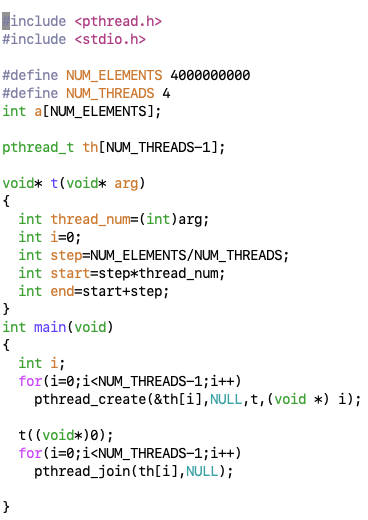 #include <pthread.h>
#include <stdio.h>

#define NUM_ELEMENTS 4000000000
#define NUM_THREADS 4
int a[NUM_ELEMENTS];

pthread_t th[NUM_THREADS-1];

void* t(void* arg)
{
  int thread_num=(int)arg;
  int i=0;
  int step=NUM_ELEMENTS/NUM_THREADS;
  int start=step*thread_num;
  int end=start+step;
}
int main(void)
{
  int i;
  for(i=0;i<NUM_THREADS-1;i++)
    pthread_create(&th[i],NULL,t,(void *) i);

  t((void*)0);
  for(i=0;i<NUM_THREADS-1;i++)
    pthread_join(th[i],NULL);

}